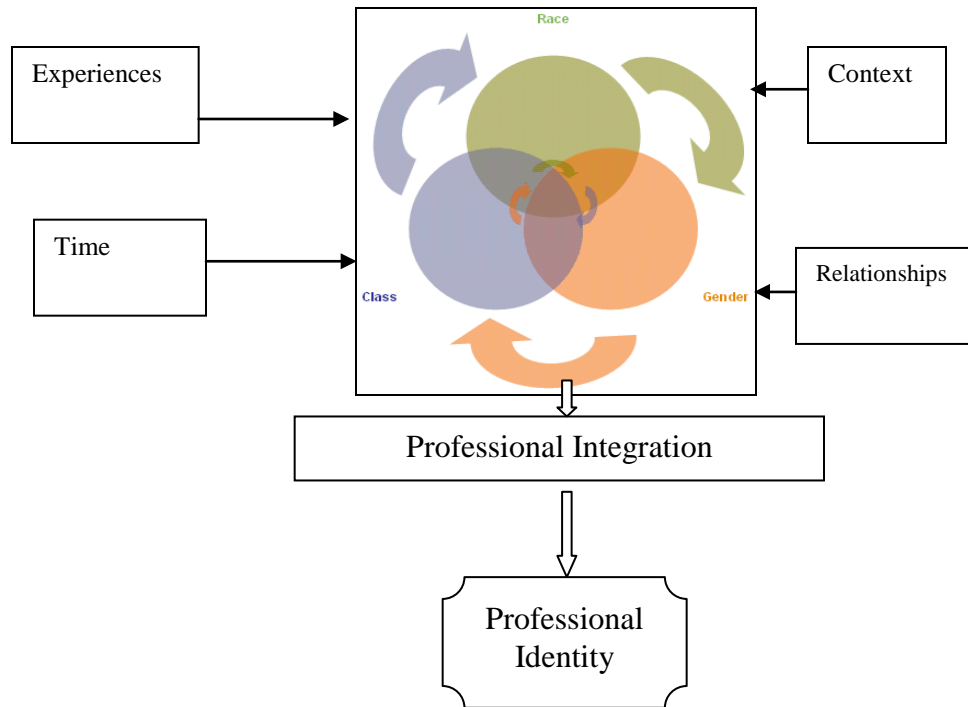 Race
Experiences
Context
Time
Relationships
Class
Gender
Professional Integration
Professional
Identity